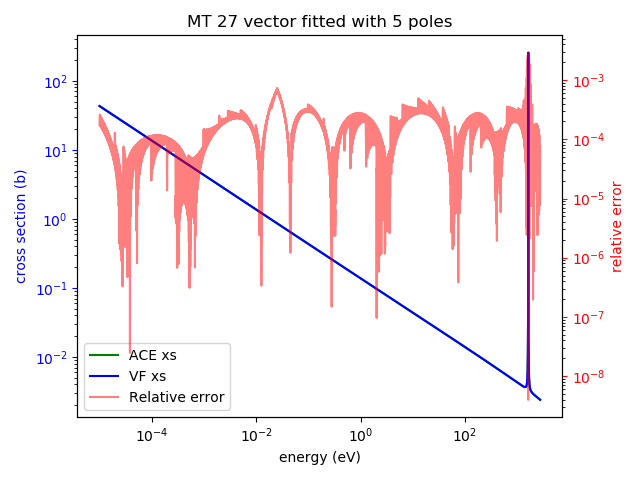 MT 27 vector fitted with 5 poles
cross section (b)
10²
10¹
10⁰
10⁻¹
10⁻²
10⁻³
10⁻⁴
10⁻⁵
10⁻⁶
10⁻⁷
10⁻⁸
relative error
ACE xs
VF xs
Relative error
10⁻⁴
10⁻²
10⁰
10²
energy (eV)